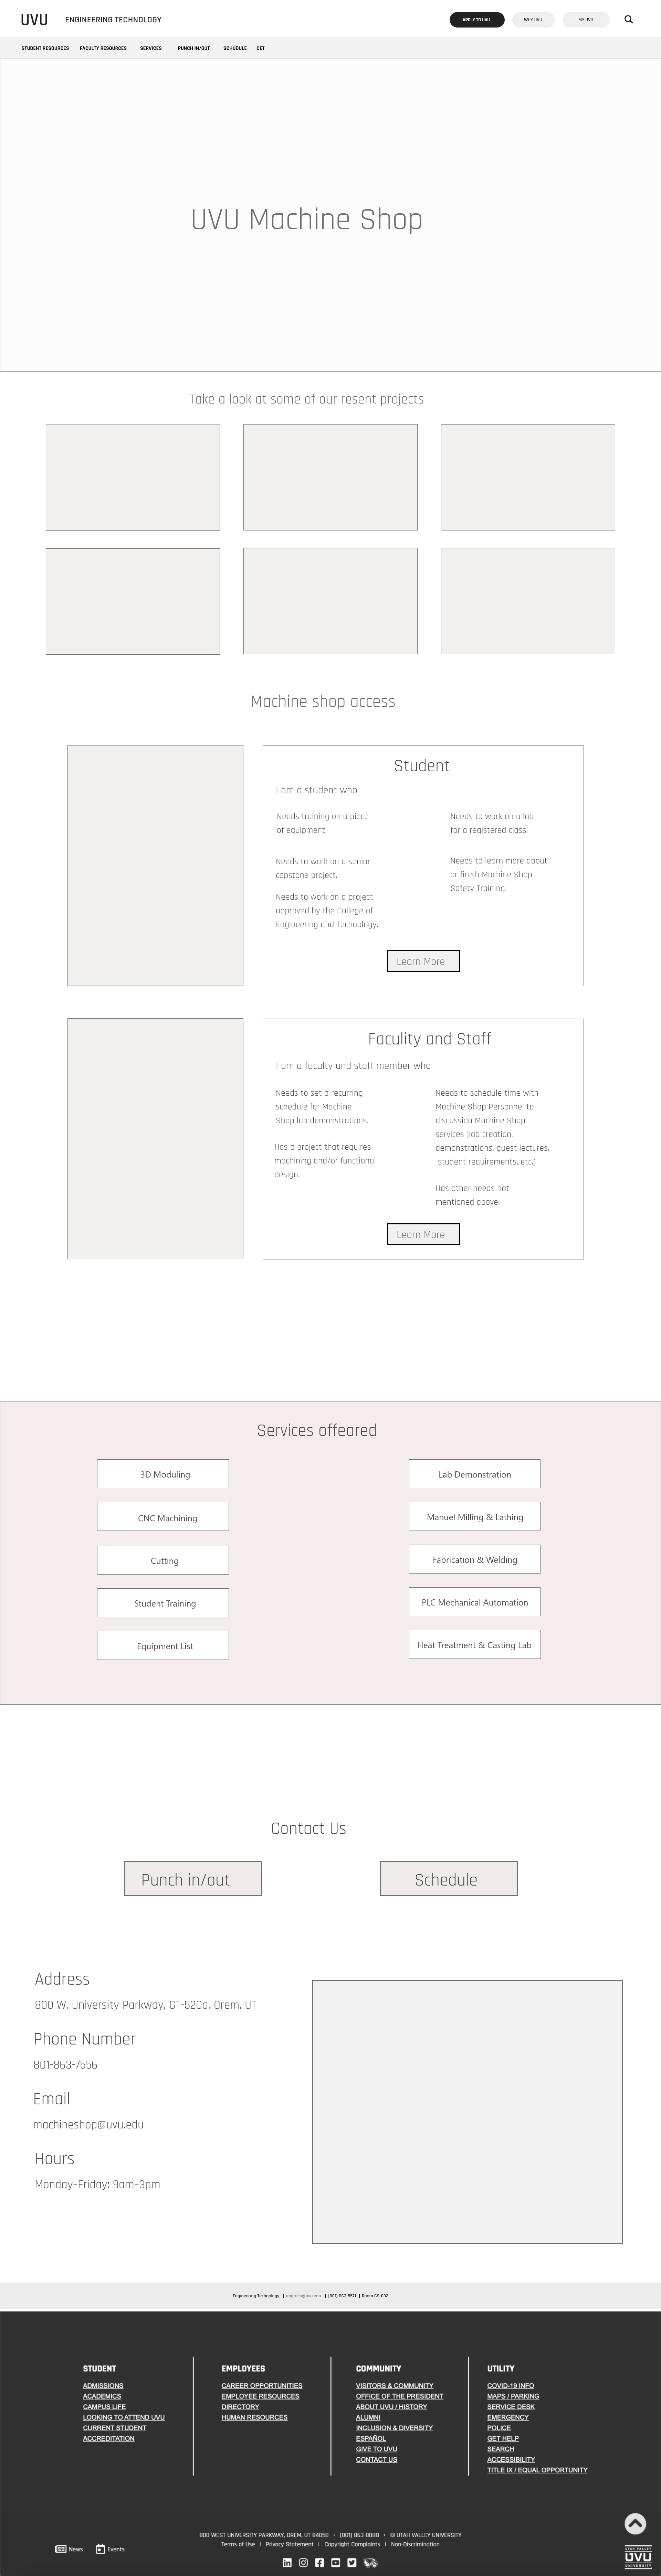 UVU ENGINEERING TECHNOLOGY
APPLY TO UVU WHY UVU MY UVU
STUDENT RESOURCES FACULTY RESOURCES SERVICES PUNCH IN/OUT SCHUDULE CET
UVU Machine Shop
Take a look at some of our resent projects
Machine shop access
Student
I am a student who
Needs training on a piece
of equipment
Needs to work on a senior
capstone project.
Needs to work on a project
approved by the College of
Engineering and Technology.
Needs to work on a lab
for a registered class.
Needs to learn more about
or finish Machine Shop
Safety Training.
Learn More
Faculty and Staff
I am a faculty and staff member who
Needs to set a recurring
schedule for Machine
Shop lab demonstrations.
Has a project that requires
machining and/or functional
design.
Needs to schedule time with
Machine Shop Personnel to
discussion Machine Shop
services (lab creation,
demonstrations, guest lectures,
student requirements, etc.)
Has other needs not
mentioned above.
Learn More
Services offeared
3D Moduling
CNC Machining
Cutting
Student Training
Equipment List
Lab Demonstration
Manuel Milling & Lathing
Fabrication & Welding
PLC Mechanical Automation
Heat Treatment & Casting Lab
Contact Us
Punch in/out
Schedule
Address
800 W. University Parkway, GT-520a, Orem, UT
Phone Number
801-863-7556
Email
machineshop@uvu.edu
Hours
Monday-Friday: 9am-3pm
Engineering Technology | engtech@uvu.edu | (801) 863-5571 | Room CS-632
STUDENT
ADMISSIONS
ACADEMICS
CAMPUS LIFE
LOOKING TO ATTEND UVU
CURRENT STUDENT
ACCREDITATION
EMPLOYEES
CAREER OPPORTUNITIES
EMPLOYEE RESOURCES
DIRECTORY
HUMAN RESOURCES
COMMUNITY
VISITORS & COMMUNITY
OFFICE OF THE PRESIDENT
ABOUT UVU / HISTORY
ALUMNI
INCLUSION & DIVERSITY
ESPAÑOL
GIVE TO UVU
CONTACT US
UTILITY
COVID-19 INFO
MAPS / PARKING
SERVICE DESK
EMERGENCY
POLICE
GET HELP
SEARCH
ACCESSIBILITY
TITLE IX / EQUAL OPPORTUNITY
News Events
800 WEST UNIVERSITY PARKWAY, OREM, UT 84058 · (801) 863-8888 · © UTAH VALLEY UNIVERSITY
Terms of Use | Privacy Statement | Copyright Complaints | Non-Discrimination
UTAH VALLEY
UVU
UNIVERSITY